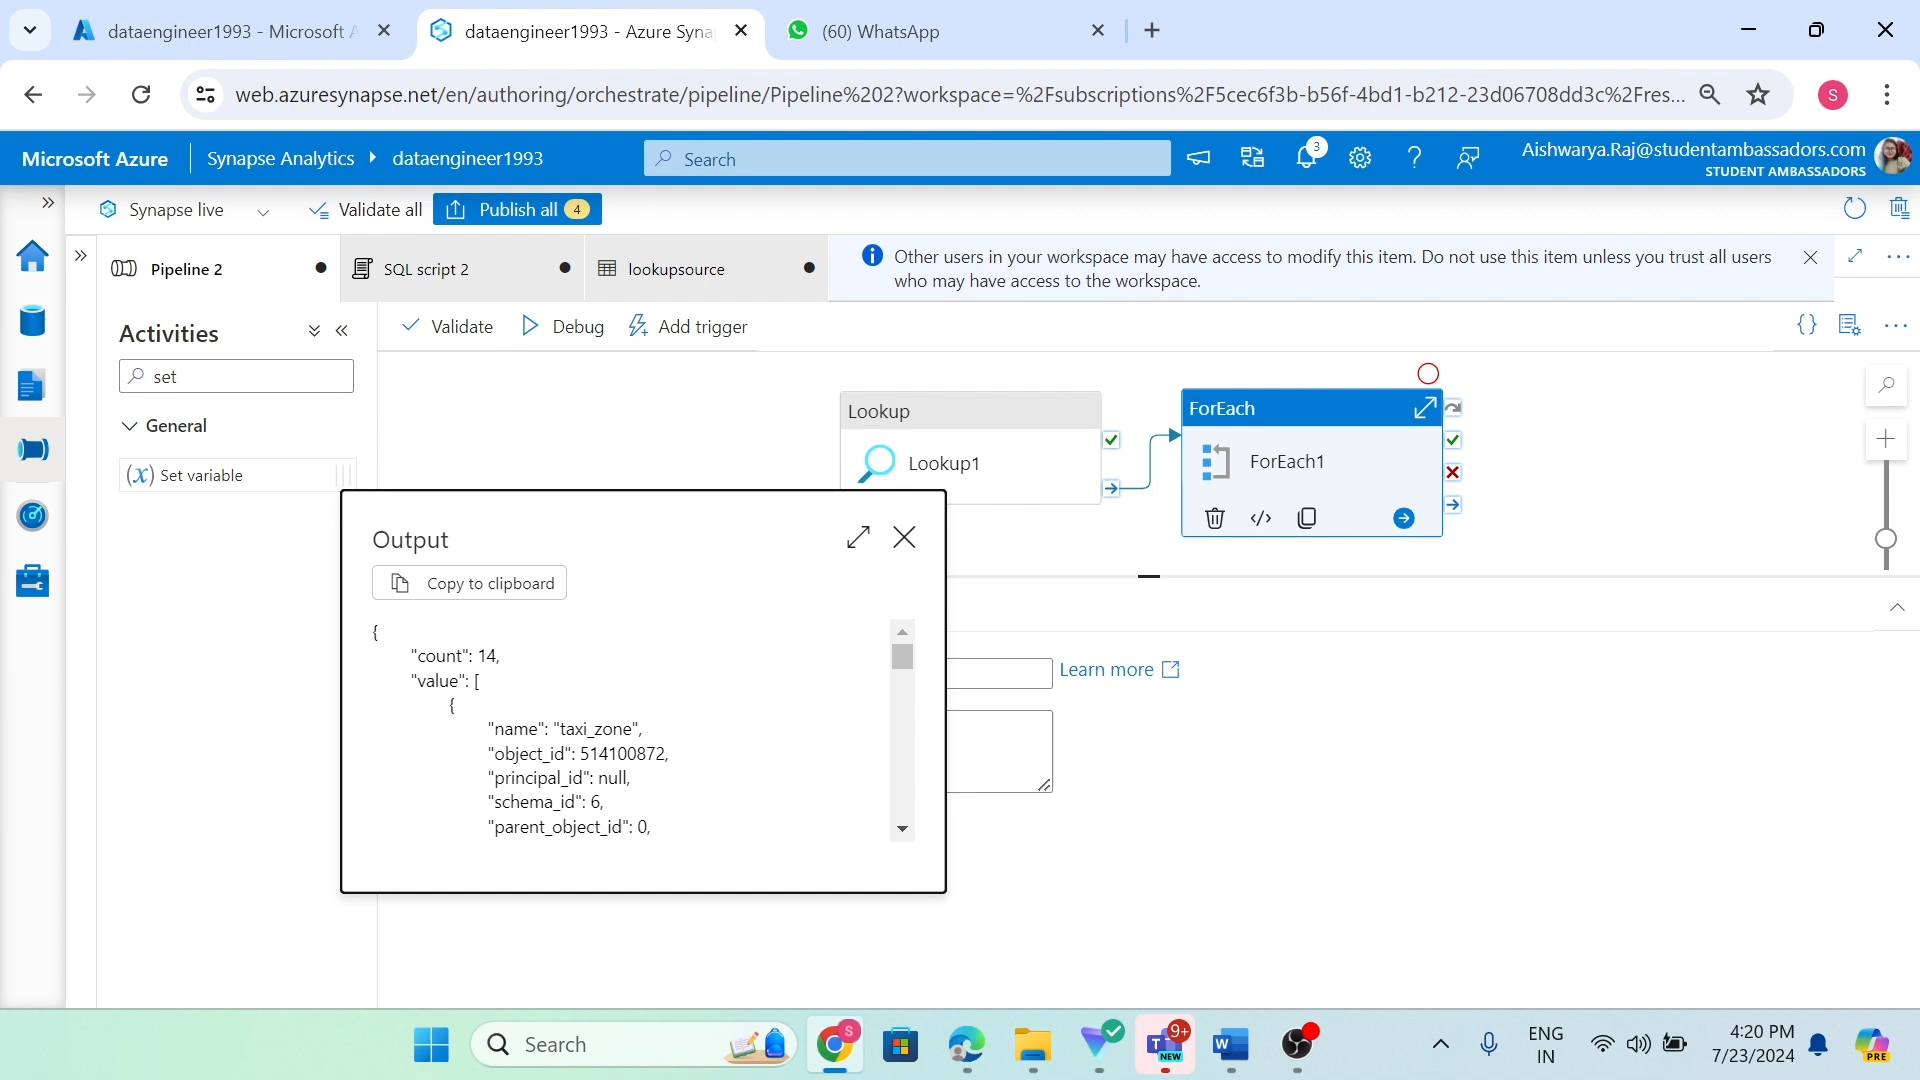 dataengineer1993 - Microsoft A
dataengineer1993 - Azure Syna
(60) WhatsApp
web.azuresynapse.net/en/authoring/orchestrate/pipeline/Pipeline%202?workspace=%2Fsubscriptions%2F5cec6f3b-b56f-4bd1-b212-23d06708dd3c%2Fres...
S
Microsoft Azure
Synapse Analytics
dataengineer1993
Search
3
Aishwarya.Raj@studentambassadors.com
STUDENT AMBASSADORS
Synapse live
Validate all
Publish all
4
Pipeline 2
SQL script 2
lookupsource
Other users in your workspace may have access to modify this item. Do not use this item unless you trust all users
who may have access to the workspace.
Activities
Validate
Debug
Add trigger
{}
set
General
(x) Set variable
Lookup
Lookup1
ForEach
ForEach1
Output
Copy to clipboard
{
"count": 14,
"value": [
{
"name": "taxi_zone",
"object_id": 514100872,
"principal_id": null,
"schema_id": 6,
"parent_object_id": 0,
Learn more
Search
S
9+
T
NEW
W
ENG
IN
4:20 PM
7/23/2024
PRE